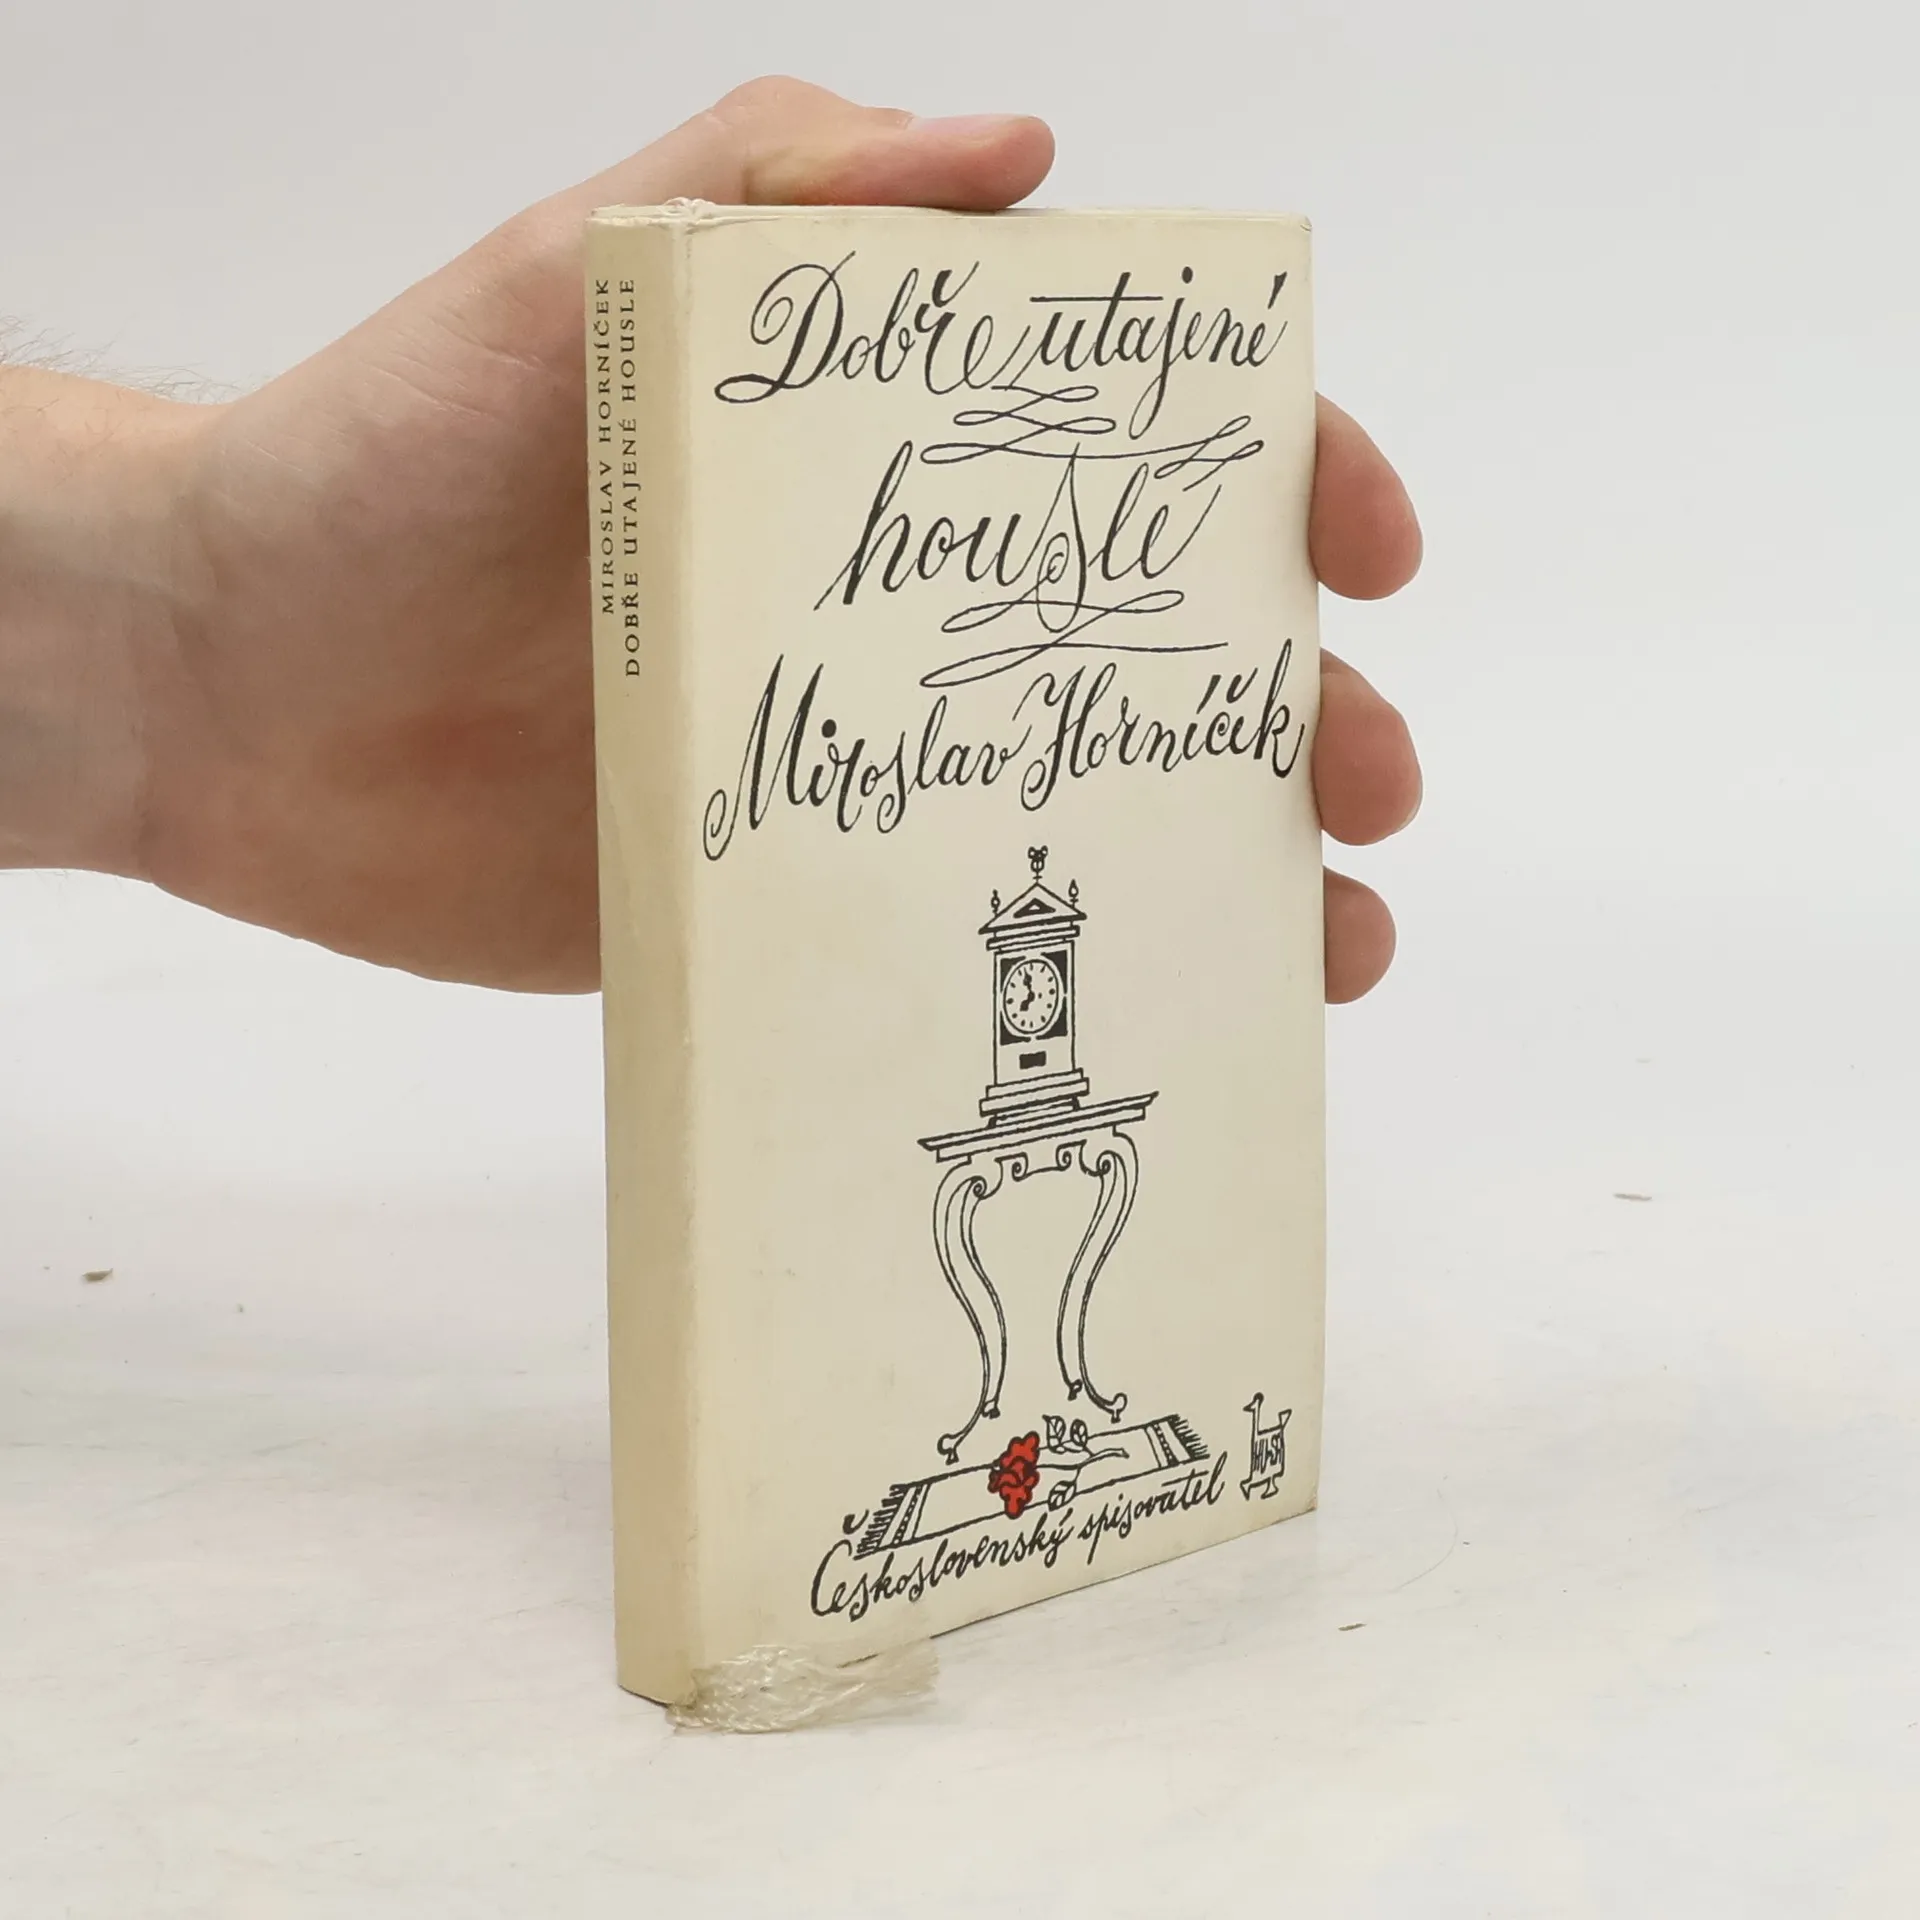 MIROSLAV HORNÍČEK
DOBŘE UTAJENÉ HOUSLE
Dobře utajené
housle
Miroslav Horníček
Československý spisovatel